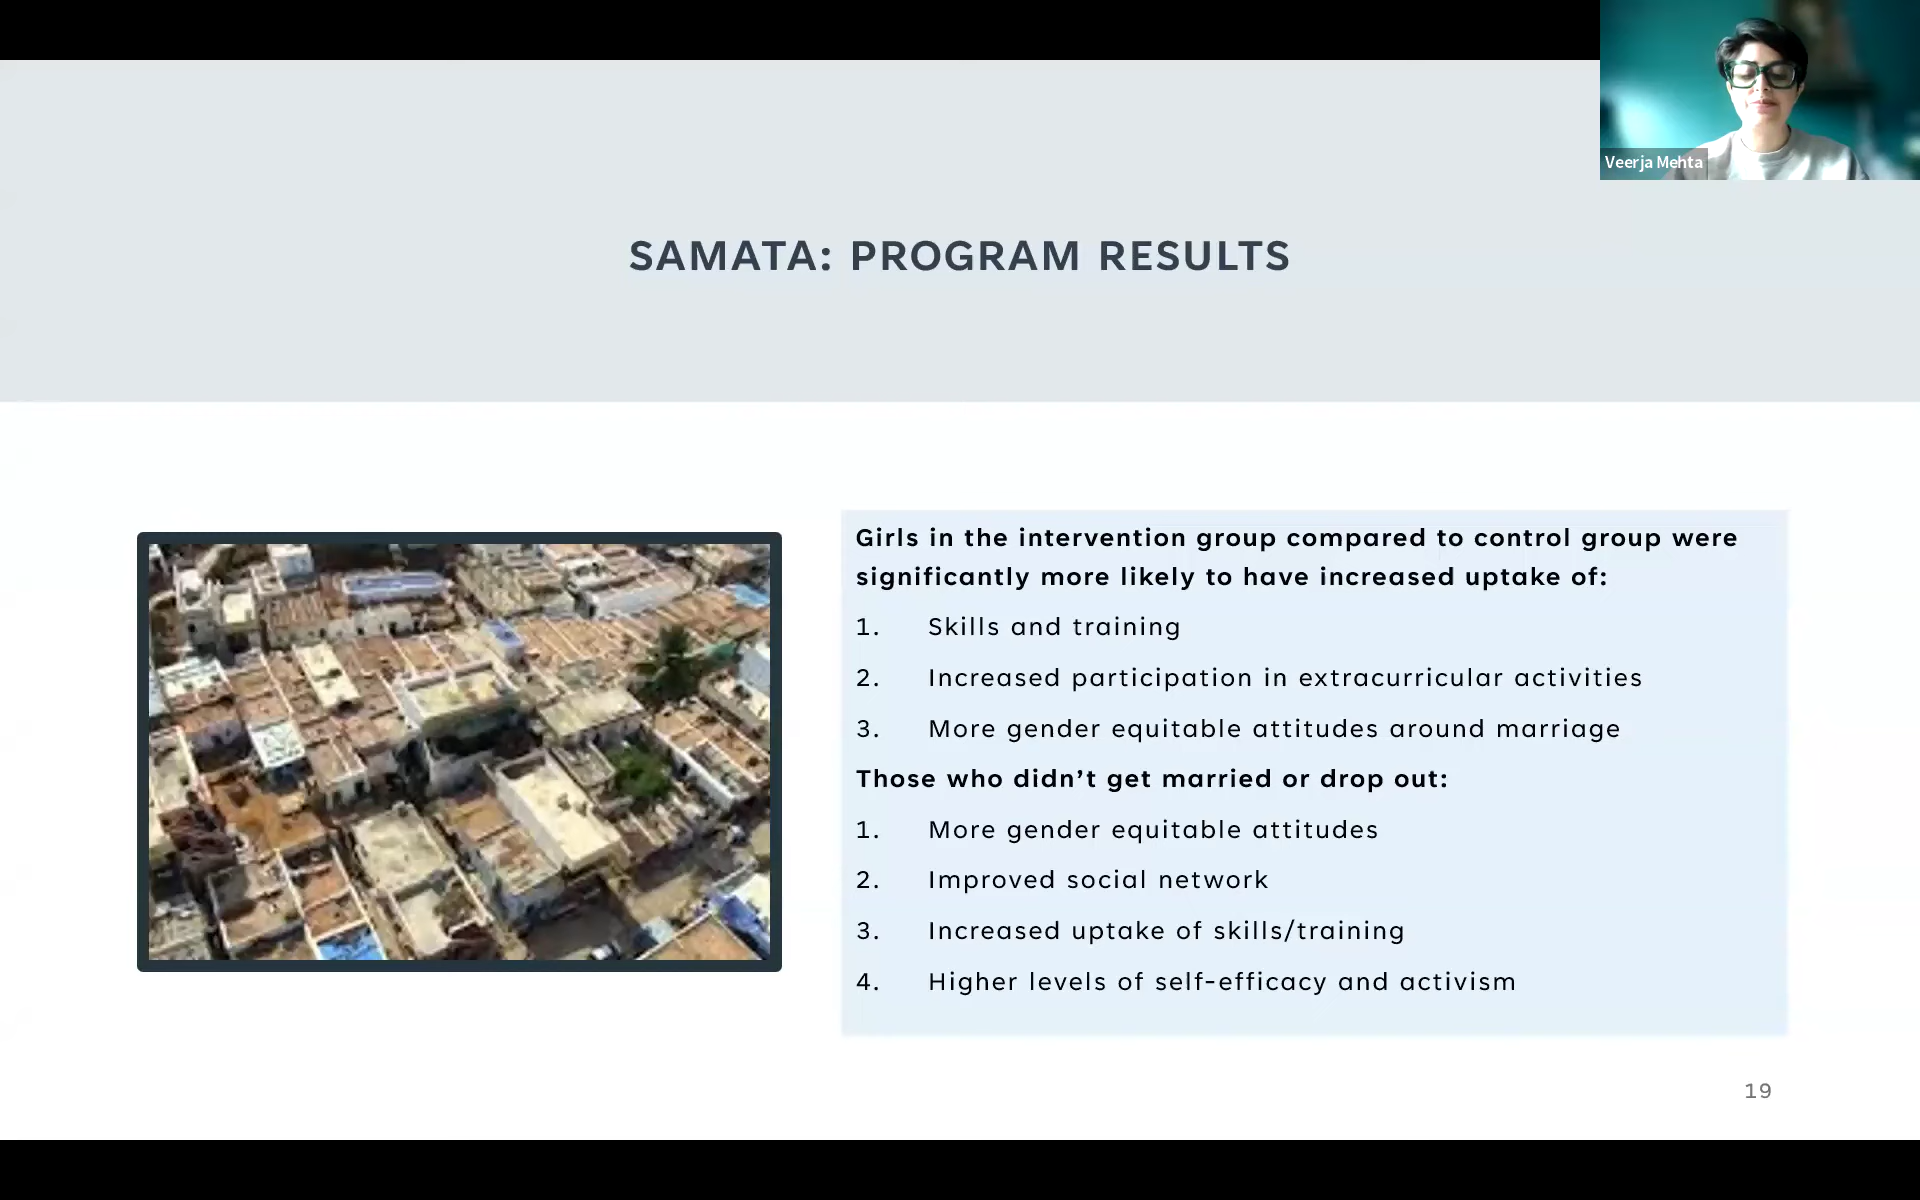 Veerja Mehta
SAMATA: PROGRAM RESULTS
Girls in the intervention group compared to control group were
significantly more likely to have increased uptake of:
1. Skills and training
2. Increased participation in extracurricular activities
3. More gender equitable attitudes around marriage
Those who didn’t get married or drop out:
1. More gender equitable attitudes
2. Improved social network
3. Increased uptake of skills/training
4. Higher levels of self-efficacy and activism
19